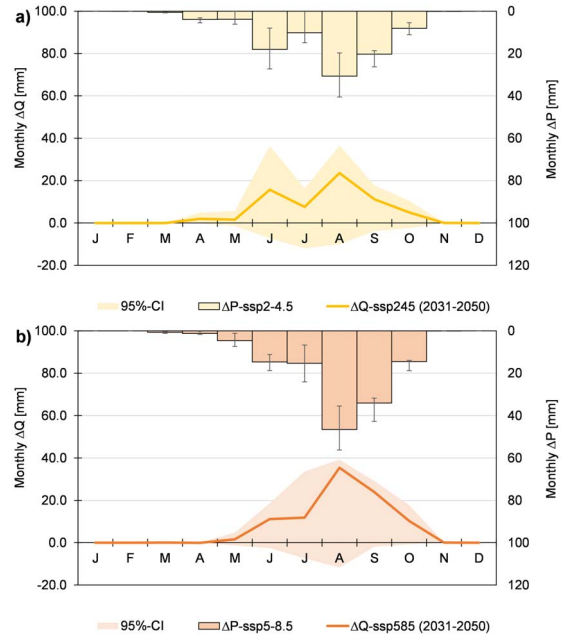 a)
100.0
80.0
60.0
40.0
20.0
0.0
-20.0
Monthly ΔQ [mm]
0
20
40
60
80
100
120
Monthly ΔP [mm]
J F M A M J J A S O N D
95%-CI ΔP-ssp2-4.5 ΔQ-ssp245 (2031-2050)
b)
100.0
80.0
60.0
40.0
20.0
0.0
-20.0
Monthly ΔQ [mm]
0
20
40
60
80
100
120
Monthly ΔP [mm]
J F M A M J J A S O N D
95%-CI ΔP-ssp5-8.5 ΔQ-ssp585 (2031-2050)